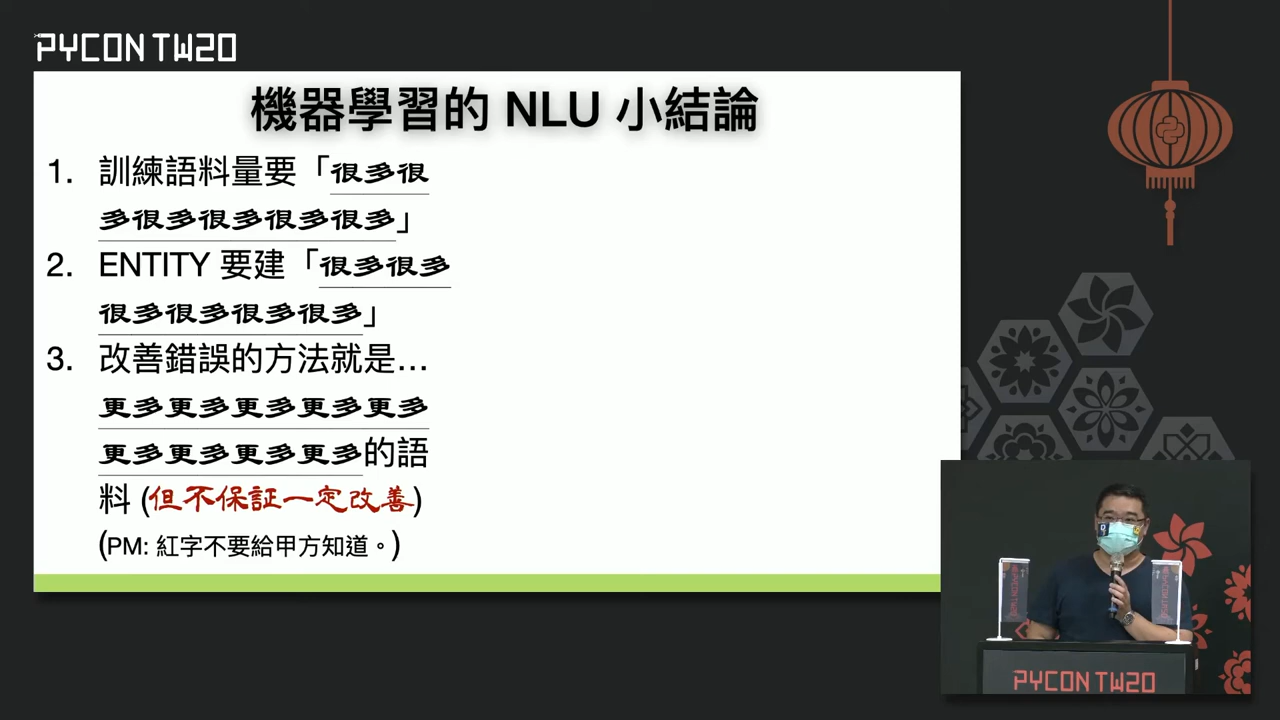 PYCON TW20
機器學習的 NLU 小結論
1. 訓練語料量要「很多很
多很多很多很多很多」
2. ENTITY 要建「很多很多
很多很多很多很多」
3. 改善錯誤的方法就是…
更多更多更多更多更多
更多更多更多更多的語
料 (但不保証一定改善)
(PM: 紅字不要給甲方知道。)
PYCON TW20